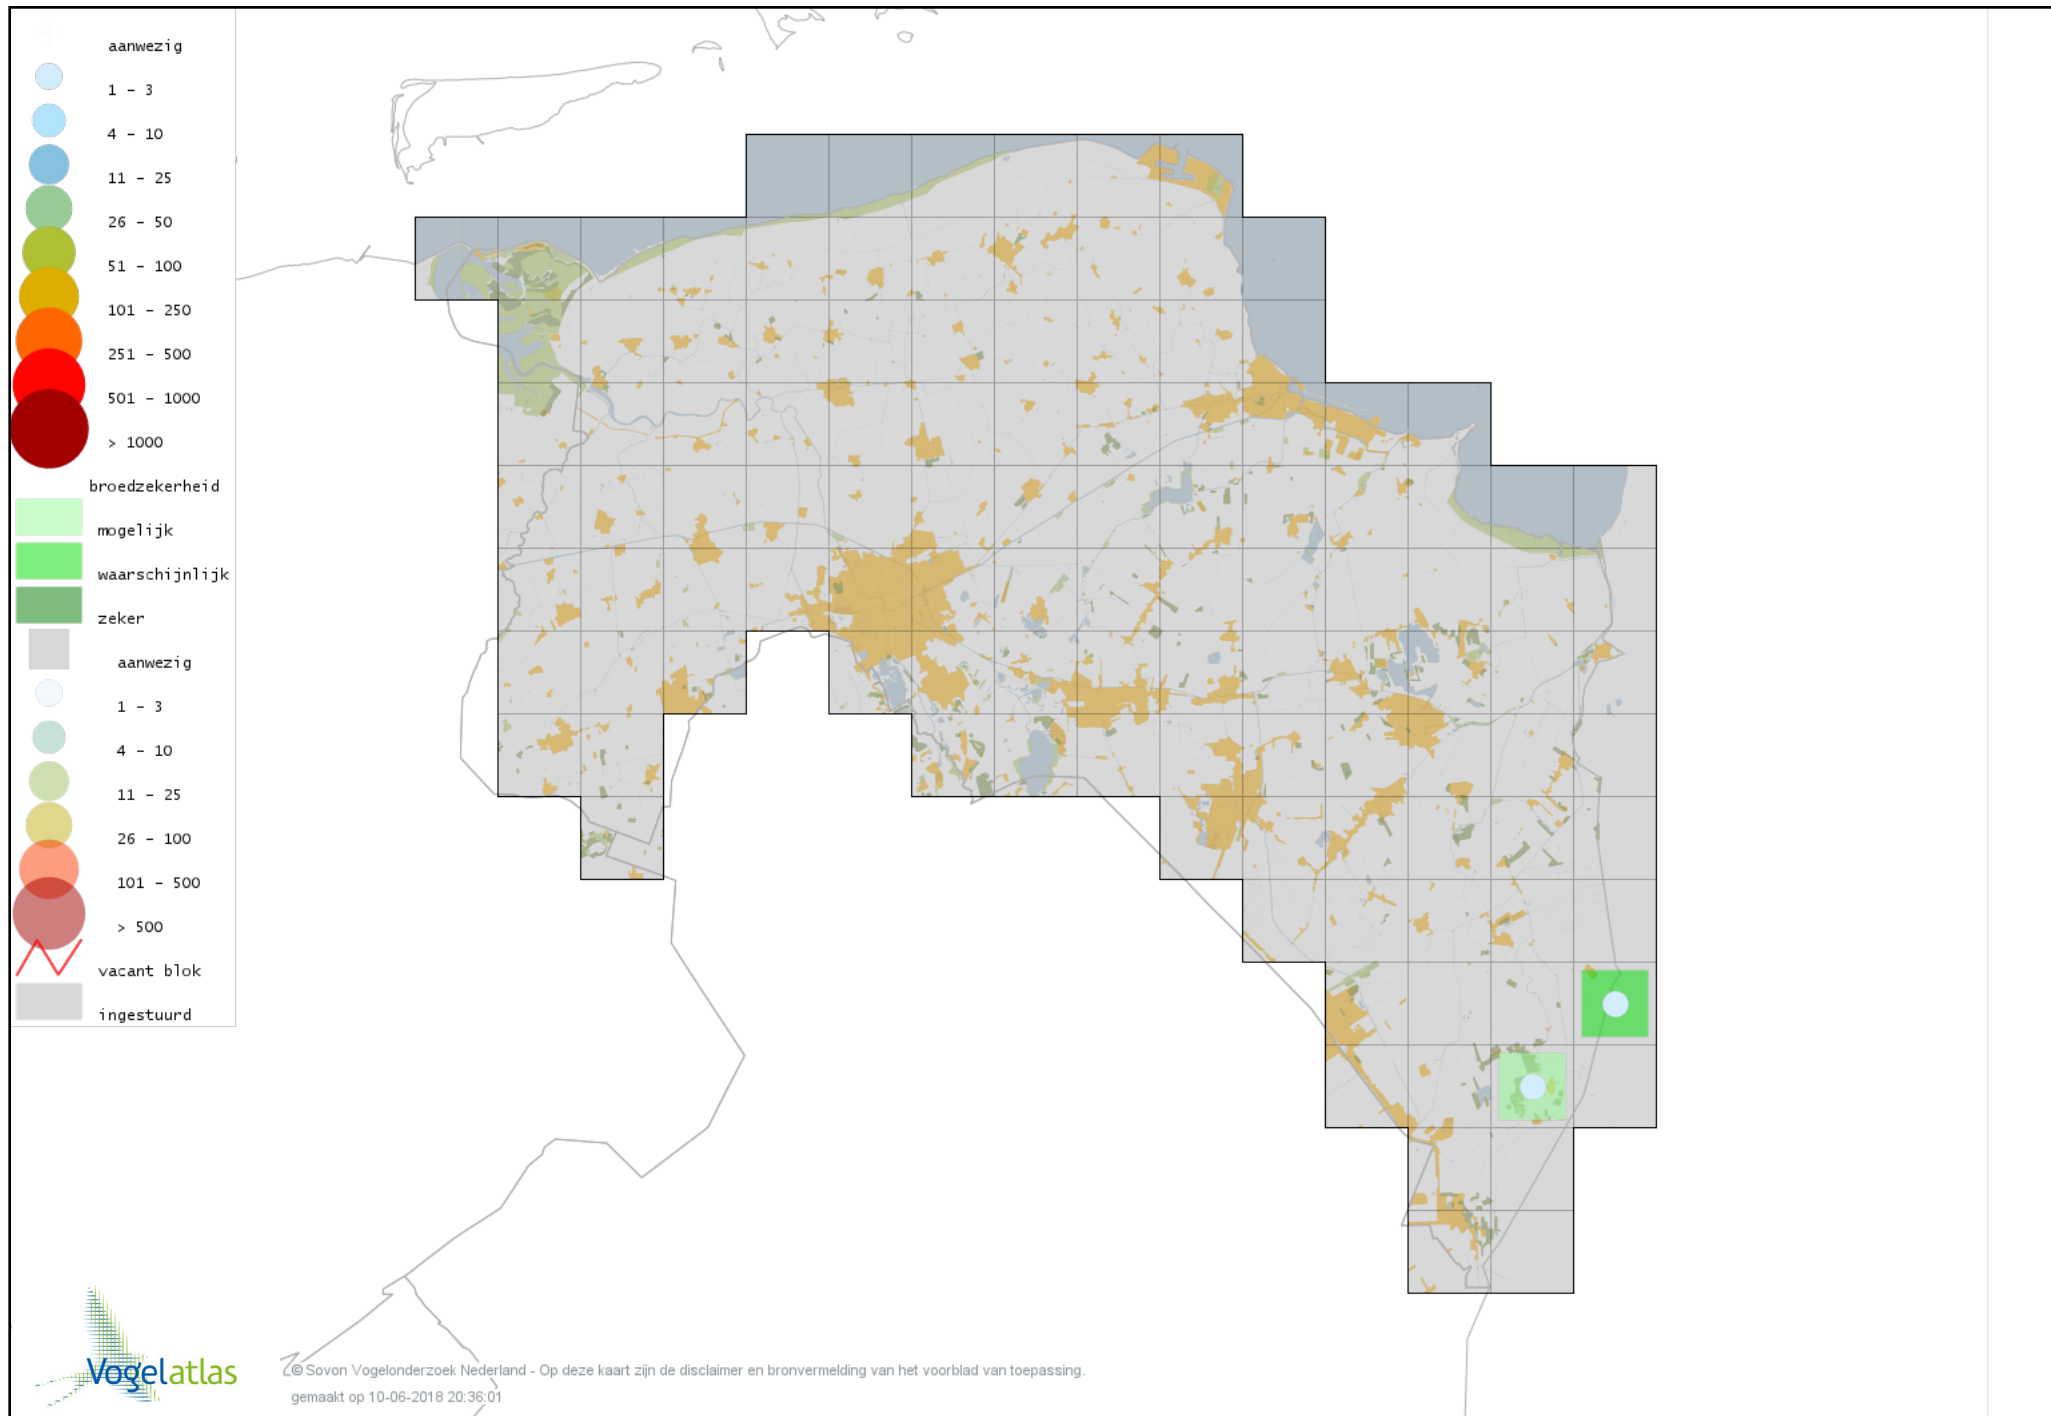 aanwezig
1 - 3
4 - 10
11 - 25
26 - 50
51 - 100
101 - 250
251 - 500
501 - 1000
> 1000
broedzekerheid
mogelijk
waarschijnlijk
zeker
aanwezig
1 - 3
4 - 10
11 - 25
26 - 100
101 - 500
> 500
vacant blok
ingestuurd
Vogelatlas
© Sovon Vogelonderzoek Nederland - Op deze kaart zijn de disclaimer en bronvermelding van het voorblad van toepassing.
gemaakt op 10-06-2018 20:36:01